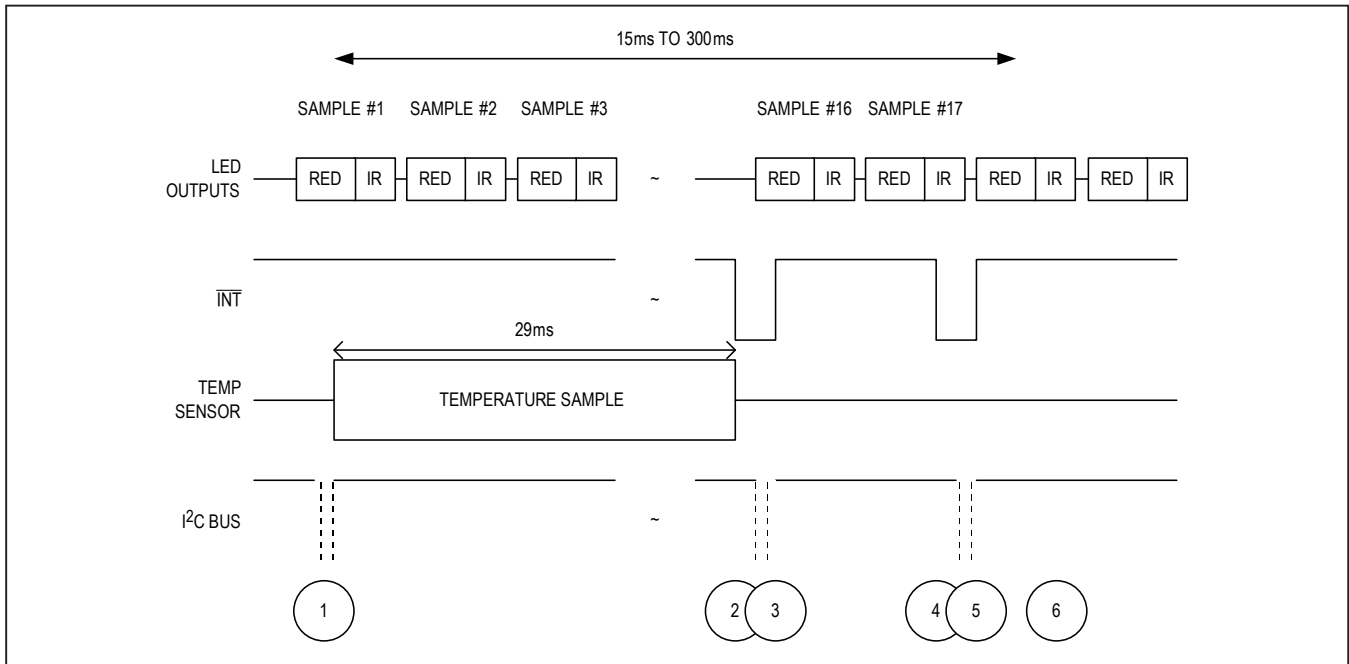 15ms TO 300ms
SAMPLE #1 SAMPLE #2 SAMPLE #3 SAMPLE #16 SAMPLE #17
LED
OUTPUTS
RED IR RED IR RED IR ~ RED IR RED IR RED IR RED IR
INT
~
29ms
TEMP
SENSOR
TEMPERATURE SAMPLE
I²C BUS
~
1 2 3 4 5 6